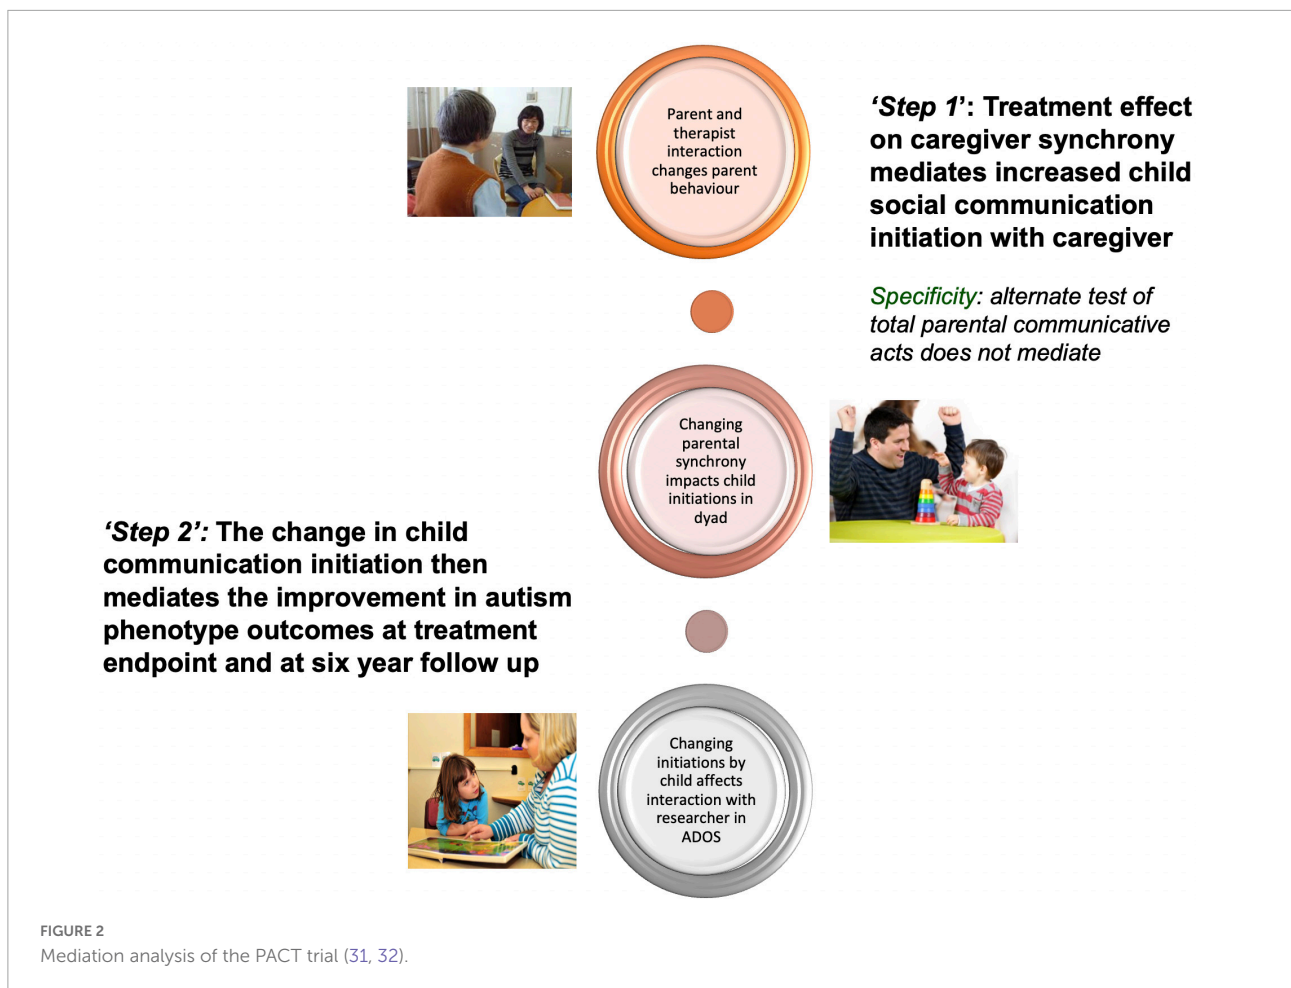 Parent and
therapist
interaction
changes parent
behaviour
‘Step 1’: Treatment effect
on caregiver synchrony
mediates increased child
social communication
initiation with caregiver
Specificity: alternate test of
total parental communicative
acts does not mediate
Changing
parental
synchrony
impacts child
initiations in
dyad
‘Step 2’: The change in child
communication initiation then
mediates the improvement in autism
phenotype outcomes at treatment
endpoint and at six year follow up
Changing
initiations by
child affects
interaction with
researcher in
ADOS
FIGURE 2
Mediation analysis of the PACT trial (31, 32).